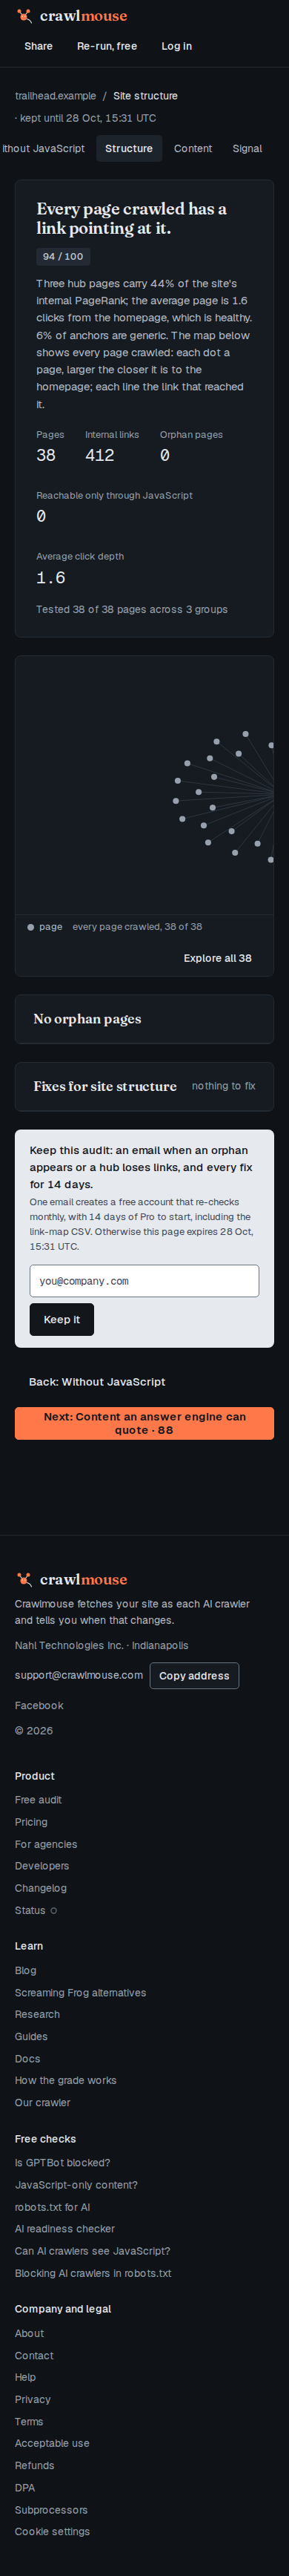 crawlmouse
Share Re-run, free Log in
trailhead.example / Site structure
· kept until 28 Oct, 15:31 UTC
ithout JavaScript Structure Content Signal
Every page crawled has a
link pointing at it.
94 / 100
Three hub pages carry 44% of the site's
internal PageRank; the average page is 1.6
clicks from the homepage, which is healthy.
6% of anchors are generic. The map below
shows every page crawled: each dot a
page, larger the closer it is to the
homepage; each line the link that reached
it.
Pages Internal links Orphan pages
38 412 0
Reachable only through JavaScript
0
Average click depth
1.6
Tested 38 of 38 pages across 3 groups
page every page crawled, 38 of 38
Explore all 38
No orphan pages
Fixes for site structure nothing to fix
Keep this audit: an email when an orphan
appears or a hub loses links, and every fix
for 14 days.
One email creates a free account that re-checks
monthly, with 14 days of Pro to start, including the
link-map CSV. Otherwise this page expires 28 Oct,
15:31 UTC.
you@company.com
Keep it
Back: Without JavaScript
Next: Content an answer engine can
quote · 88
crawlmouse
Crawlmouse fetches your site as each AI crawler
and tells you when that changes.
Nahl Technologies Inc. · Indianapolis
support@crawlmouse.com Copy address
Facebook
© 2026
Product
Free audit
Pricing
For agencies
Developers
Changelog
Status
Learn
Blog
Screaming Frog alternatives
Research
Guides
Docs
How the grade works
Our crawler
Free checks
Is GPTBot blocked?
JavaScript-only content?
robots.txt for AI
AI readiness checker
Can AI crawlers see JavaScript?
Blocking AI crawlers in robots.txt
Company and legal
About
Contact
Help
Privacy
Terms
Acceptable use
Refunds
DPA
Subprocessors
Cookie settings